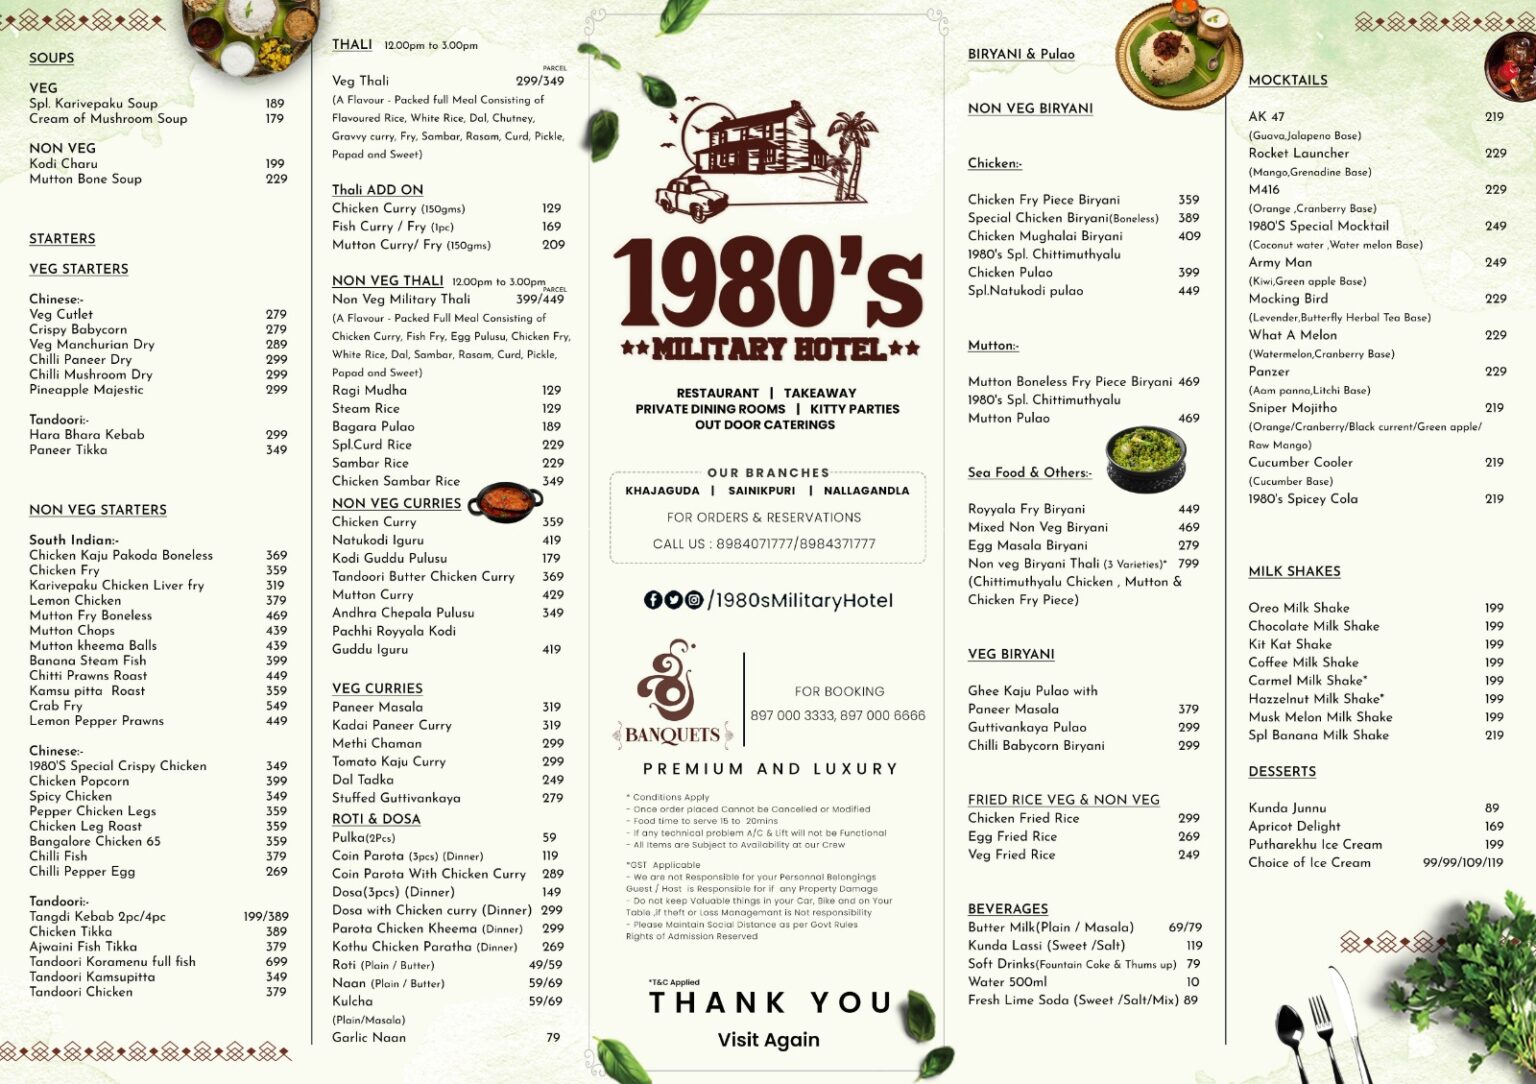 SOUPS
VEG
Spl. Karivepaku Soup 189
Cream of Mushroom Soup 179
NON VEG
Kodi Charu 199
Mutton Bone Soup 229
STARTERS
VEG STARTERS
Chinese:-
Veg Cutlet 279
Crispy Babycorn 279
Veg Manchurian Dry 289
Chilli Paneer Dry 299
Chilli Mushroom Dry 299
Pineapple Majestic 299
Tandoori:-
Hara Bhara Kebab 299
Paneer Tikka 349
NON VEG STARTERS
South Indian:-
Chicken Kaju Pakoda Boneless 369
Chicken Fry 359
Karivepaku Chicken Liver fry 319
Lemon Chicken 379
Mutton Fry Boneless 469
Mutton Chops 439
Mutton kheema Balls 439
Banana Steam Fish 399
Chitti Prawns Roast 449
Kamsu pitta Roast 359
Crab Fry 549
Lemon Pepper Prawns 449
Chinese:-
1980'S Special Crispy Chicken 349
Chicken Popcorn 399
Spicy Chicken 349
Pepper Chicken Legs 359
Chicken Leg Roast 359
Bangalore Chicken 65 359
Chilli Fish 379
Chilli Pepper Egg 269
Tandoori:-
Tangdi Kebab 2pc/4pc 199/389
Chicken Tikka 389
Ajwaini Fish Tikka 379
Tandoori Koramenu full fish 699
Tandoori Kamsupitta 349
Tandoori Chicken 379
THALI 12.00pm to 3.00pm
PARCEL
Veg Thali 299/349
(A Flavour - Packed full Meal Consisting of
Flavoured Rice, White Rice, Dal, Chutney,
Gravvy curry, Fry, Sambar, Rasam, Curd, Pickle,
Papad and Sweet)
Thali ADD ON
Chicken Curry (150gms) 129
Fish Curry / Fry (1pc) 169
Mutton Curry/ Fry (150gms) 209
NON VEG THALI 12.00pm to 3.00pm
PARCEL
Non Veg Military Thali 399/449
(A Flavour - Packed Full Meal Consisting of
Chicken Curry, Fish Fry, Egg Pulusu, Chicken Fry,
White Rice, Dal, Sambar, Rasam, Curd, Pickle,
Papad and Sweet)
Ragi Mudha 129
Steam Rice 129
Bagara Pulao 189
Spl.Curd Rice 229
Sambar Rice 229
Chicken Sambar Rice 349
NON VEG CURRIES
Chicken Curry 359
Natukodi Iguru 419
Kodi Guddu Pulusu 179
Tandoori Butter Chicken Curry 369
Mutton Curry 429
Andhra Chepala Pulusu 349
Pachhi Royyala Kodi
Guddu Iguru 419
VEG CURRIES
Paneer Masala 319
Kadai Paneer Curry 319
Methi Chaman 299
Tomato Kaju Curry 299
Dal Tadka 249
Stuffed Guttivankaya 279
ROTI & DOSA
Pulka(2Pcs) 59
Coin Parota (3pcs) (Dinner) 119
Coin Parota With Chicken Curry 289
Dosa(3pcs) (Dinner) 149
Dosa with Chicken curry (Dinner) 299
Parota Chicken Kheema (Dinner) 299
Kothu Chicken Paratha (Dinner) 269
Roti (Plain / Butter) 49/59
Naan (Plain / Butter) 59/69
Kulcha 59/69
(Plain/Masala)
Garlic Naan 79
1980's
MILITARY HOTEL
RESTAURANT | TAKEAWAY
PRIVATE DINING ROOMS | KITTY PARTIES
OUT DOOR CATERINGS
OUR BRANCHES
KHAJAGUDA | SAINIKPURI | NALLAGANDLA
FOR ORDERS & RESERVATIONS
CALL US : 8984071777/8984371777
/1980sMilitaryHotel
BANQUETS
FOR BOOKING
897 000 3333, 897 000 6666
PREMIUM AND LUXURY
* Conditions Apply
- Once order placed Cannot be Cancelled or Modified
- Food time to serve 15 to 20mins
- If any technical problem A/C & Lift will not be Functional
- All Items are Subject to Availability at our Crew
*GST Applicable
- We are not Responsible for your Personnal Belongings
Guest / Host is Responsible for if any Property Damage
- Do not keep Valuable things in your Car, Bike and on Your
Table ,if theft or Loss Managemant is Not responsibility
- Please Maintain Social Distance as per Govt Rules
Rights of Admission Reserved
*T&C Applied
THANK YOU
Visit Again
BIRYANI & Pulao
NON VEG BIRYANI
Chicken:-
Chicken Fry Piece Biryani 359
Special Chicken Biryani(Boneless) 389
Chicken Mughalai Biryani 409
1980's Spl. Chittimuthyalu
Chicken Pulao 399
Spl.Natukodi pulao 449
Mutton:-
Mutton Boneless Fry Piece Biryani 469
1980's Spl. Chittimuthyalu
Mutton Pulao 469
Sea Food & Others:-
Royyala Fry Biryani 449
Mixed Non Veg Biryani 469
Egg Masala Biryani 279
Non veg Biryani Thali (3 Varieties)* 799
(Chittimuthyalu Chicken , Mutton &
Chicken Fry Piece)
VEG BIRYANI
Ghee Kaju Pulao with
Paneer Masala 379
Guttivankaya Pulao 299
Chilli Babycorn Biryani 299
FRIED RICE VEG & NON VEG
Chicken Fried Rice 299
Egg Fried Rice 269
Veg Fried Rice 249
BEVERAGES
Butter Milk(Plain / Masala) 69/79
Kunda Lassi (Sweet /Salt) 119
Soft Drinks(Fountain Coke & Thums up) 79
Water 500ml 10
Fresh Lime Soda (Sweet /Salt/Mix) 89
MOCKTAILS
AK 47 219
(Guava,Jalapeno Base)
Rocket Launcher 229
(Mango,Grenadine Base)
M416 229
(Orange ,Cranberry Base)
1980'S Special Mocktail 249
(Coconut water ,Water melon Base)
Army Man 249
(Kiwi,Green apple Base)
Mocking Bird 229
(Levender,Butterfly Herbal Tea Base)
What A Melon 229
(Watermelon,Cranberry Base)
Panzer 229
(Aam panna,Litchi Base)
Sniper Mojitho 219
(Orange/Cranberry/Black current/Green apple/
Raw Mango)
Cucumber Cooler 219
(Cucumber Base)
1980's Spicey Cola 219
MILK SHAKES
Oreo Milk Shake 199
Chocolate Milk Shake 199
Kit Kat Shake 199
Coffee Milk Shake 199
Carmel Milk Shake* 199
Hazzelnut Milk Shake* 199
Musk Melon Milk Shake 199
Spl Banana Milk Shake 219
DESSERTS
Kunda Junnu 89
Apricot Delight 169
Putharekhu Ice Cream 199
Choice of Ice Cream 99/99/109/119